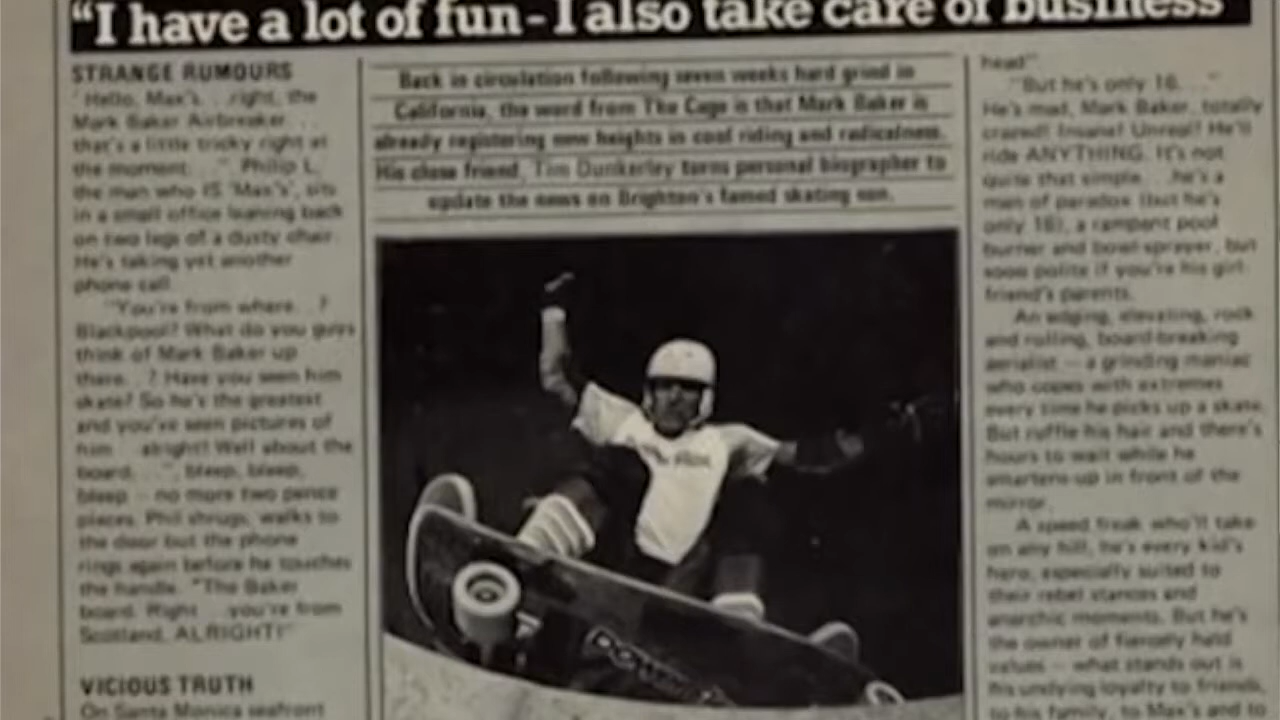 “I have a lot of fun - I also take care of business”
STRANGE RUMOURS
"Hello, Max's. . .right, the
Mark Baker Airbreaker . . .
that's a little tricky right at
the moment. . ." Philip L,
the man who IS 'Max's', sits
in a small office leaning back
on two legs of a dusty chair.
He's taking yet another
phone call.
"You're from where. . .?
Blackpool? What do you guys
think of Mark Baker up
there. .? Have you seen him
skate? So he's the greatest
and you've seen pictures of
him alright! Well about the
board. . .", bleep, bleep,
bleep — no more two pence
pieces. Phil shrugs, walks to
the door but the phone
rings again before he touches
the handle. "The Baker
board. Right . . .you're from
Scotland, ALRIGHT!"
VICIOUS TRUTH
On Santa Monica seafront
Back in circulation following seven weeks hard grind in
California, the word from The Cage is that Mark Baker is
already registering new heights in cool riding and radicalness.
His close friend, Tim Dunkerley turns personal biographer to
update the news on Brighton's famed skating son.
head".
"But he's only 16. . ."
He's mad, Mark Baker, totally
crazed! Insane! Unreal! He'll
ride ANYTHING. It's not
quite that simple. . .he's a
man of paradox (but he's
only 16), a rampant pool
burner and bowl-sprayer, but
sooo polite if you're his girl-
friend's parents.
An edging, elevating, rock
and rolling, board-breaking
aerialist — a grinding maniac
who copes with extremes
every time he picks up a skate.
But ruffle his hair and there's
hours to wait while he
smartens-up in front of the
mirror.
A speed freak who'll take
on any hill, he's every kid's
hero, especially suited to
their rebel stances and
anarchic moments. But he's
the owner of fiercely held
values — what stands out is
his undying loyalty to friends,
to his family, to Max's and to